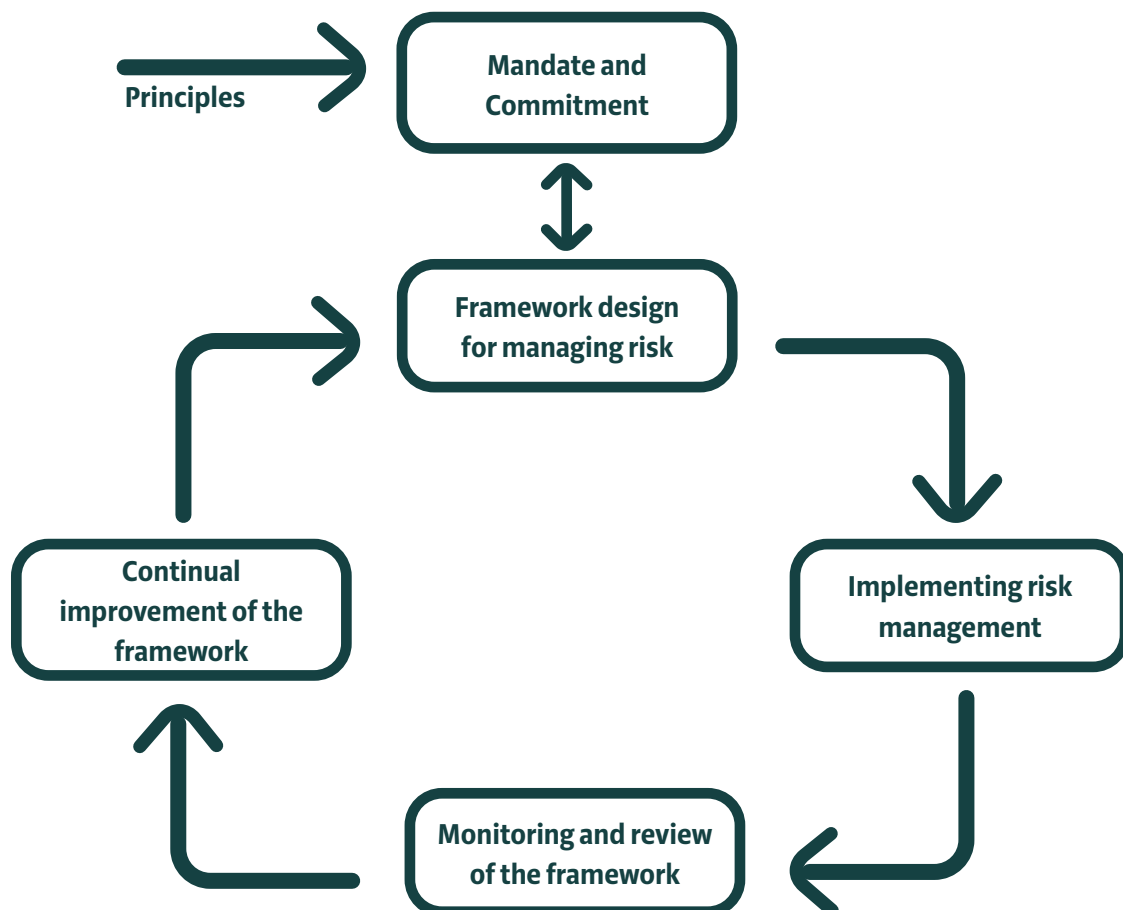 Mandate and
Commitment
Principles
Framework design
for managing risk
Continual
improvement of the
framework
Implementing risk
management
Monitoring and review
of the framework